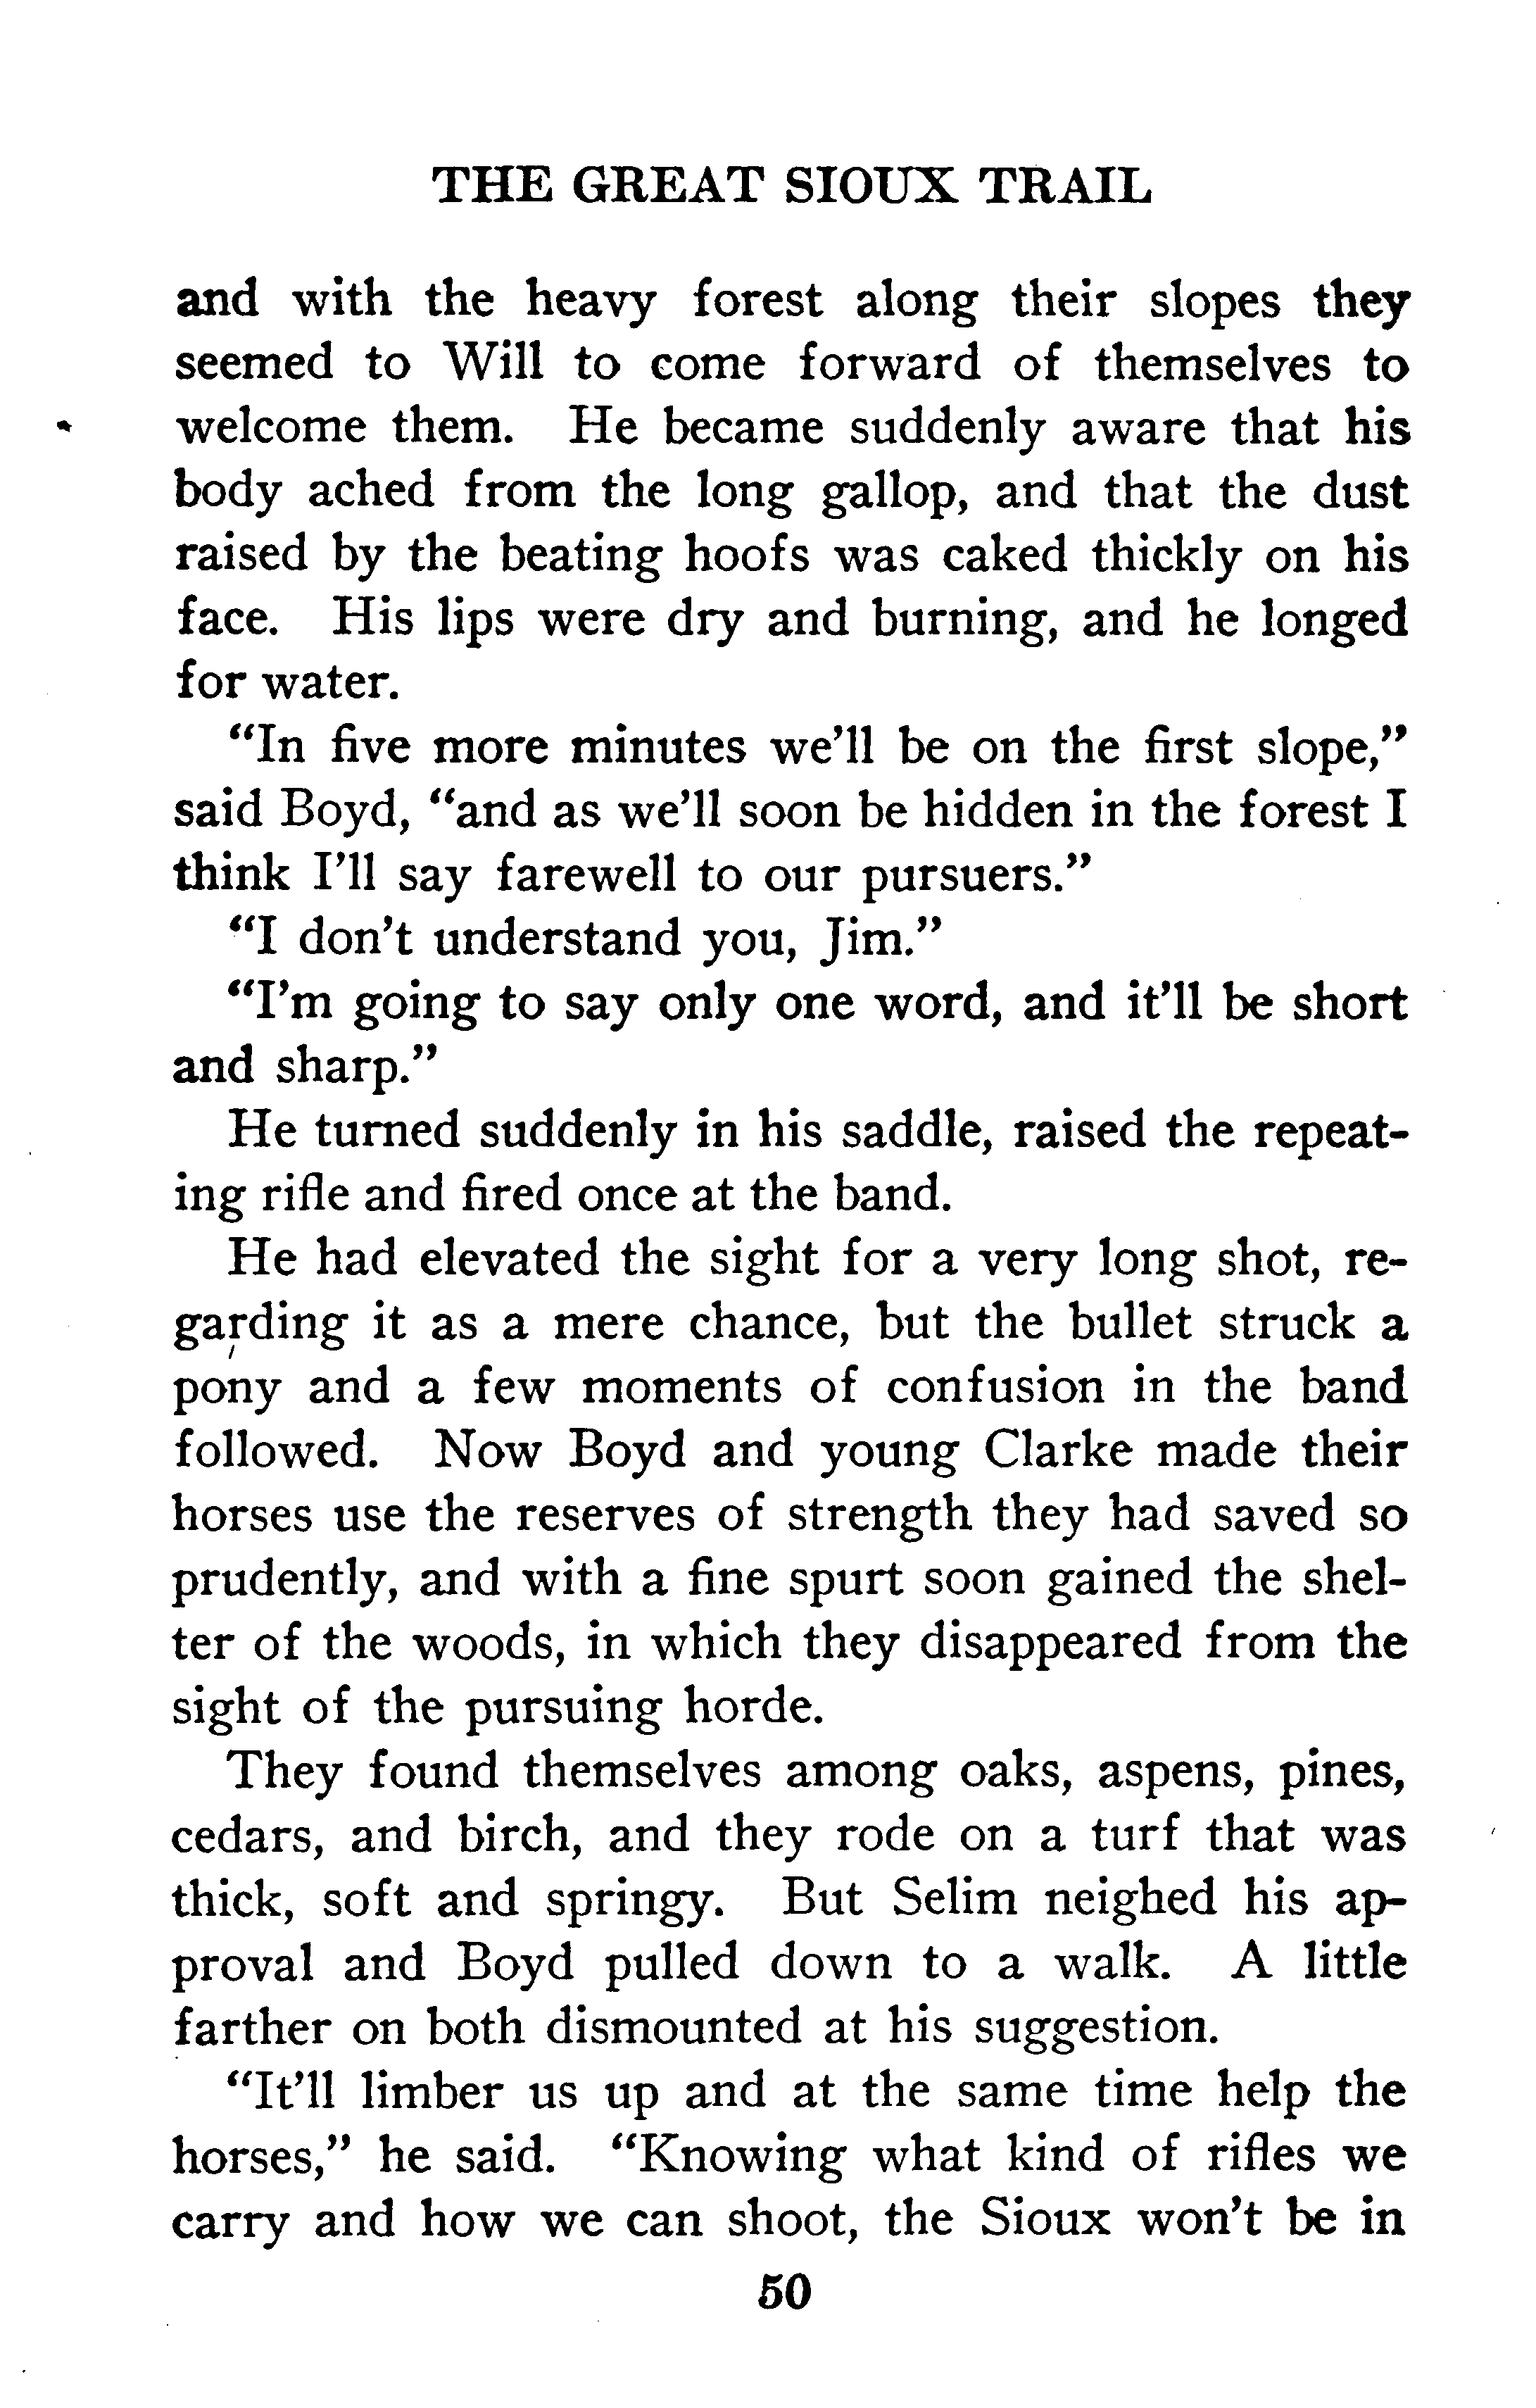 THE GREAT SIOUX TRAIL
and with the heavy forest along their slopes they
seemed to Will to come forward of themselves to
welcome them. He became suddenly aware that his
body ached from the long gallop, and that the dust
raised by the beating hoofs was caked thickly on his
face. His lips were dry and burning, and he longed
for water.
“In five more minutes we’ll be on the first slope,”
said Boyd, “and as we’ll soon be hidden in the forest I
think I’ll say farewell to our pursuers.”
“I don’t understand you, Jim.”
“I’m going to say only one word, and it’ll be short
and sharp.”
He turned suddenly in his saddle, raised the repeat-
ing rifle and fired once at the band.
He had elevated the sight for a very long shot, re-
garding it as a mere chance, but the bullet struck a
pony and a few moments of confusion in the band
followed. Now Boyd and young Clarke made their
horses use the reserves of strength they had saved so
prudently, and with a fine spurt soon gained the shel-
ter of the woods, in which they disappeared from the
sight of the pursuing horde.
They found themselves among oaks, aspens, pines,
cedars, and birch, and they rode on a turf that was
thick, soft and springy. But Selim neighed his ap-
proval and Boyd pulled down to a walk. A little
farther on both dismounted at his suggestion.
“It’ll limber us up and at the same time help the
horses,” he said. “Knowing what kind of rifles we
carry and how we can shoot, the Sioux won’t be in
50